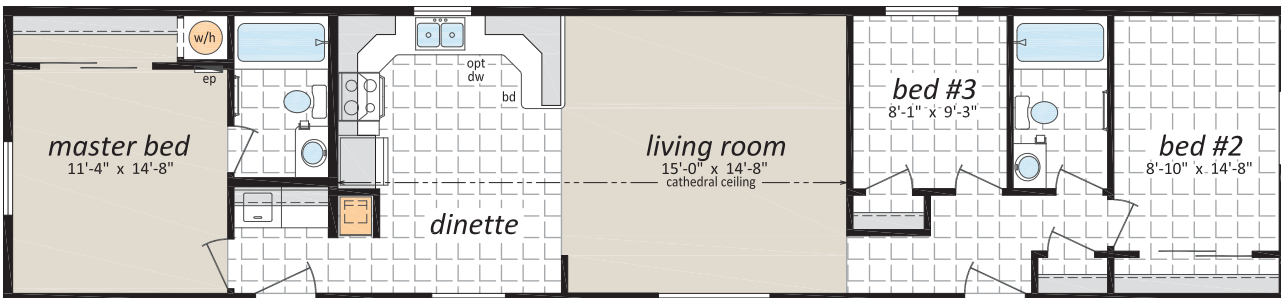 w/h
ep
master bed
11'-4" x 14'-8"
opt
dw
bd
dinette
living room
15'-0" x 14'-8"
cathedral ceiling
bed #3
8'-1" x 9'-3"
bed #2
8'-10" x 14'-8"